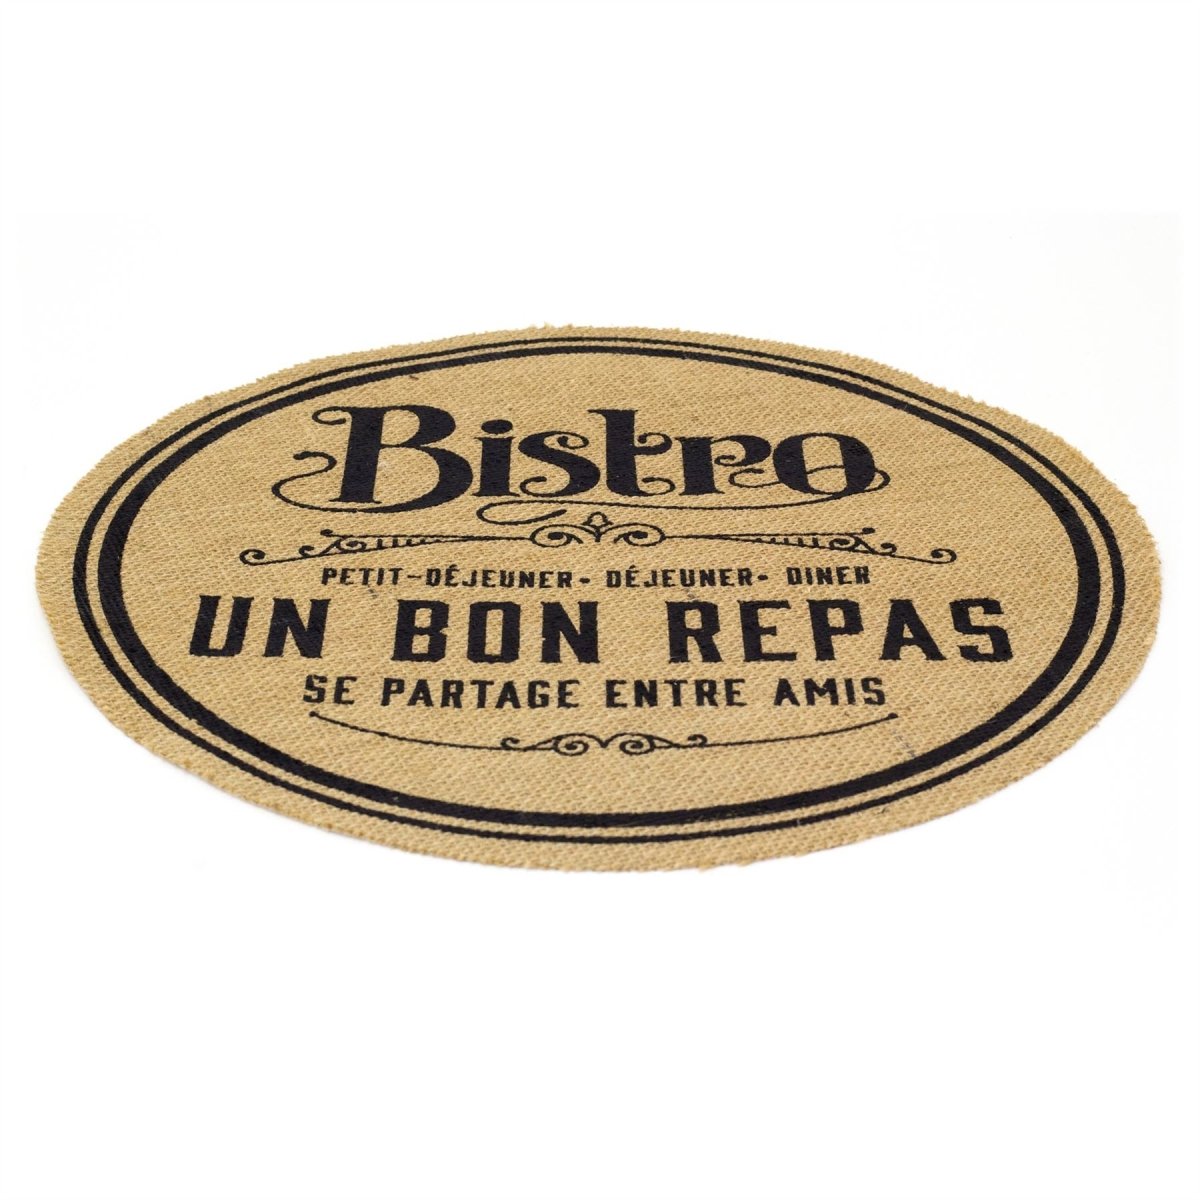 Bistro
PETIT-DÉJEUNER• DÉJEUNER• DINER
UN BON REPAS
SE PARTAGE ENTRE AMIS